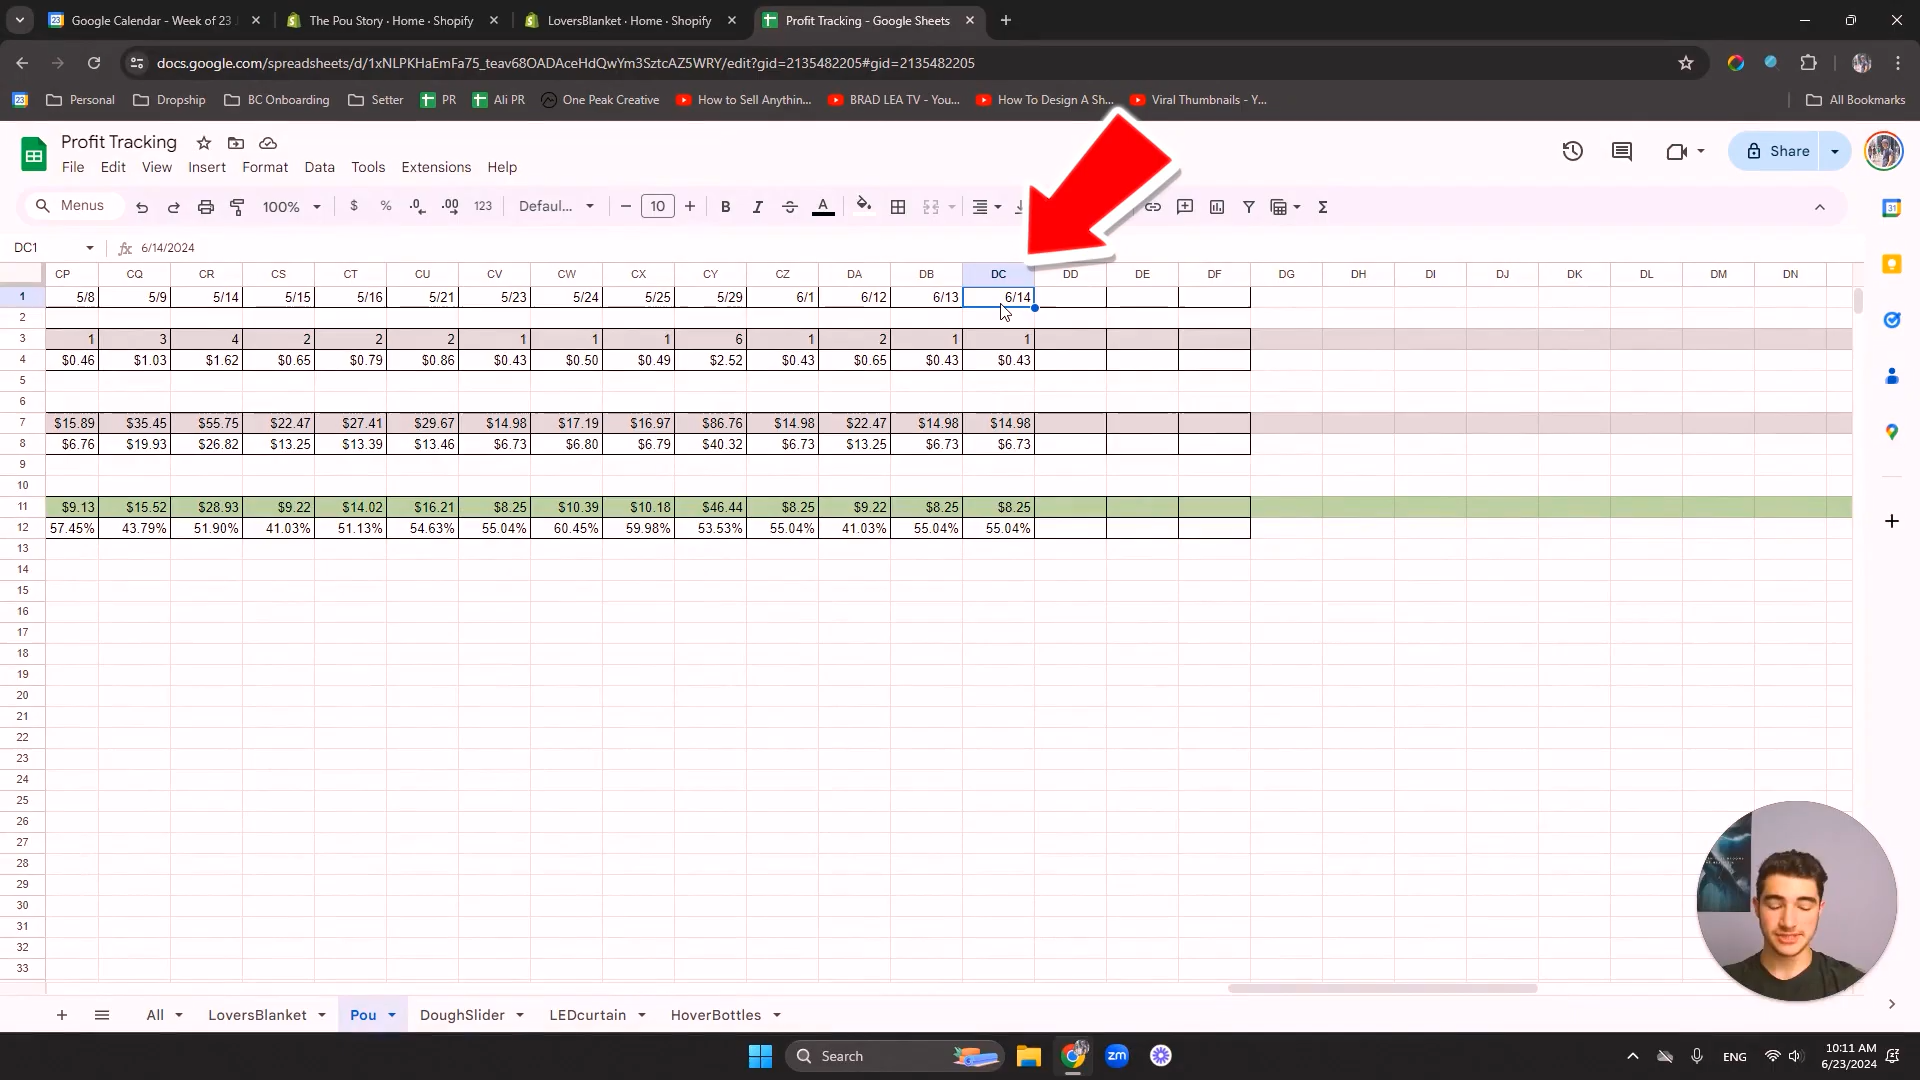 Google Calendar - Week of 23 J
The Pou Story · Home · Shopify
LoversBlanket · Home · Shopify
Profit Tracking - Google Sheets
docs.google.com/spreadsheets/d/1xNLPKHaEmFa75_teav68OADAceHdQwYm3SztcAZ5WRY/edit?gid=2135482205#gid=2135482205
23 Personal Dropship BC Onboarding Setter PR Ali PR One Peak Creative How to Sell Anythin... BRAD LEA TV - You... How To Design A Sh... Viral Thumbnails - Y... All Bookmarks
Profit Tracking
Share
File Edit View Insert Format Data Tools Extensions Help
Menus 100% $ % .0 .00 123 Defaul... − 10 + B I A Σ
DC1 fx 6/14/2024
CP CQ CR CS CT CU CV CW CX CY CZ DA DB DC DD DE DF DG DH DI DJ DK DL DM DN
1 5/8 5/9 5/14 5/15 5/16 5/21 5/23 5/24 5/25 5/29 6/1 6/12 6/13 6/14
2
3 1 3 4 2 2 2 1 1 1 6 1 2 1 1
4 $0.46 $1.03 $1.62 $0.65 $0.79 $0.86 $0.43 $0.50 $0.49 $2.52 $0.43 $0.65 $0.43 $0.43
5
6
7 $15.89 $35.45 $55.75 $22.47 $27.41 $29.67 $14.98 $17.19 $16.97 $86.76 $14.98 $22.47 $14.98 $14.98
8 $6.76 $19.93 $26.82 $13.25 $13.39 $13.46 $6.73 $6.80 $6.79 $40.32 $6.73 $13.25 $6.73 $6.73
9
10
11 $9.13 $15.52 $28.93 $9.22 $14.02 $16.21 $8.25 $10.39 $10.18 $46.44 $8.25 $9.22 $8.25 $8.25
12 57.45% 43.79% 51.90% 41.03% 51.13% 54.63% 55.04% 60.45% 59.98% 53.53% 55.04% 41.03% 55.04% 55.04%
13
14
15
16
17
18
19
20
21
22
23
24
25
26
27
28
29
30
31
32
33
All LoversBlanket Pou DoughSlider LEDcurtain HoverBottles
Search zm ENG 10:11 AM
6/23/2024